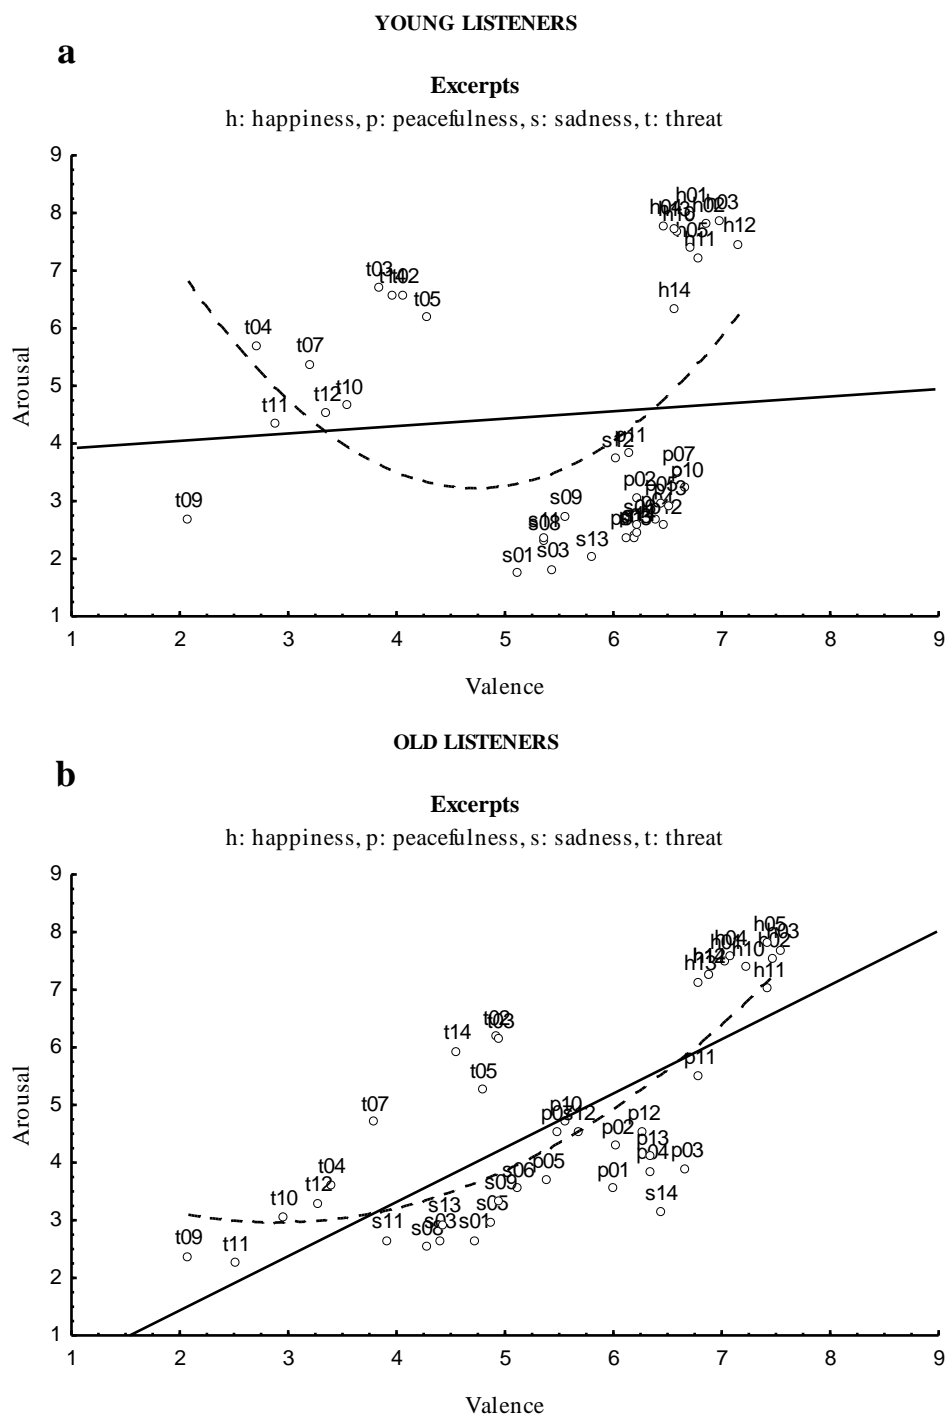 YOUNG LISTENERS
a
Excerpts
h: happiness, p: peacefulness, s: sadness, t: threat
9
8
7
6
5
4
3
2
1
Arousal
h01
h03
h02
h10
h05
h11
h12
h14
t03
t02
t05
t04
t07
t12
t10
t11
t09
p11
p07
p10
p02
p13
s09
s08
s01
s03
s13
1 2 3 4 5 6 7 8 9
Valence
OLD LISTENERS
b
Excerpts
h: happiness, p: peacefulness, s: sadness, t: threat
9
8
7
6
5
4
3
2
1
Arousal
h05
h03
h02
h04
h10
h13
h11
t02
t03
t14
t05
t07
t04
t12
t10
t09
t11
p11
p10
s12
p12
p02
p13
p04
p03
p01
p05
s06
s09
s14
s13
s03
s01
s11
s08
1 2 3 4 5 6 7 8 9
Valence